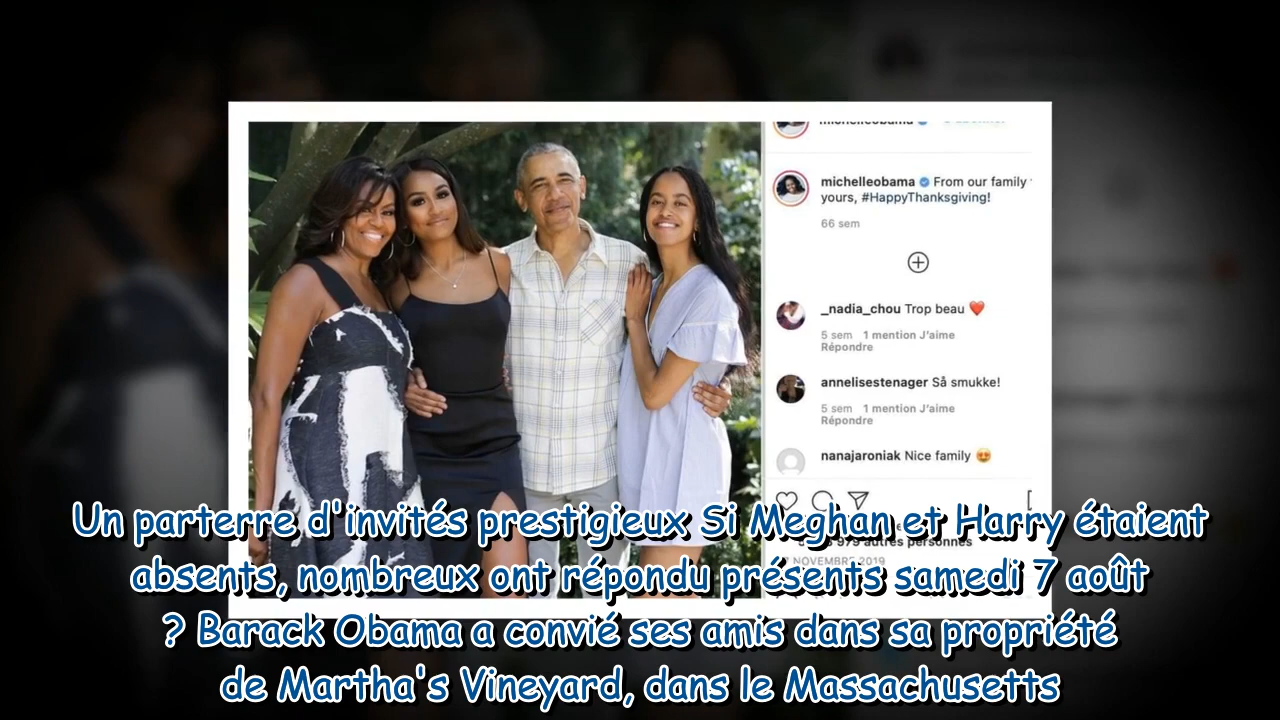 michelleobama
michelleobama From our family
yours, #HappyThanksgiving!
66 sem
_nadia_chou Trop beau ❤️
5 sem 1 mention J'aime
Répondre
annelisestenager Så smukke!
5 sem 1 mention J'aime
Répondre
nanajaroniak Nice family 😍
979 autres personnes
NOVEMBRE 2019
Un parterre d'invités prestigieux Si Meghan et Harry étaient
absents, nombreux ont répondu présents samedi 7 août
? Barack Obama a convié ses amis dans sa propriété
de Martha's Vineyard, dans le Massachusetts